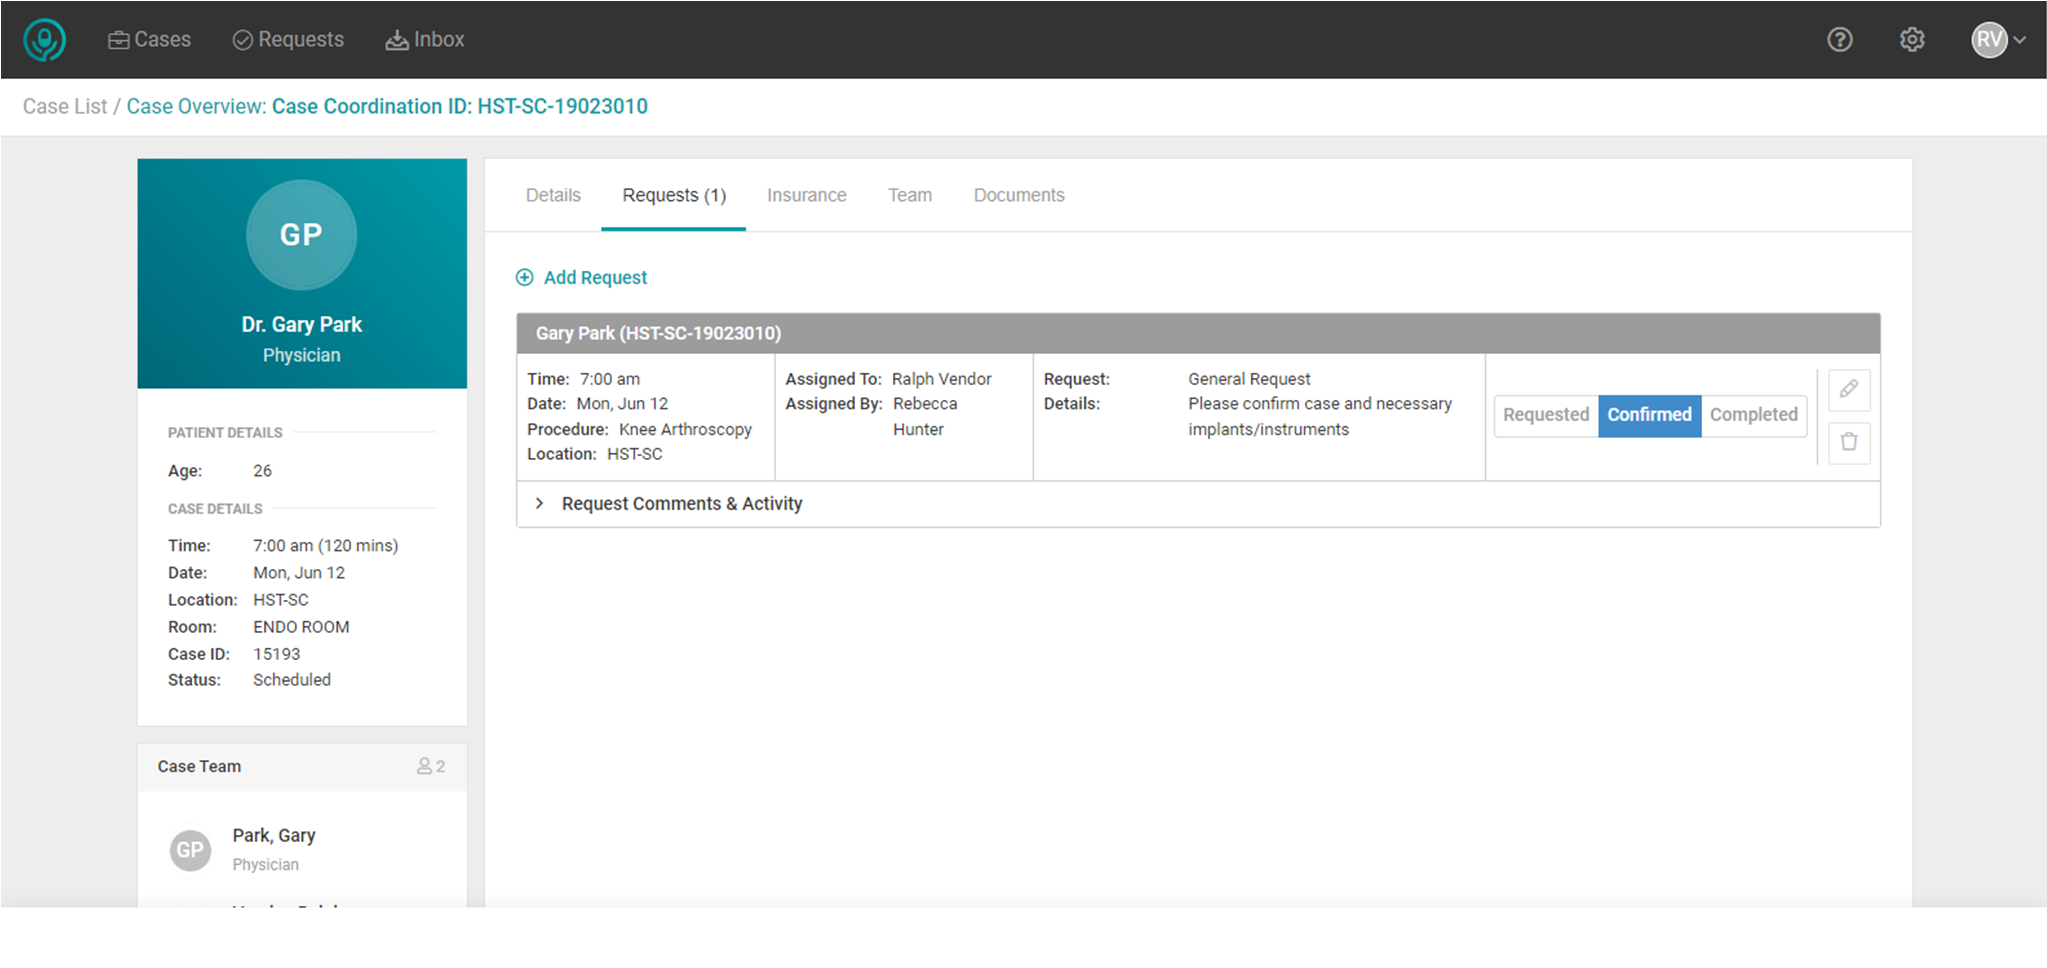 Cases Requests Inbox RV
Case List / Case Overview: Case Coordination ID: HST-SC-19023010
GP
Dr. Gary Park
Physician
PATIENT DETAILS
Age: 26
CASE DETAILS
Time: 7:00 am (120 mins)
Date: Mon, Jun 12
Location: HST-SC
Room: ENDO ROOM
Case ID: 15193
Status: Scheduled
Case Team 2
GP
Park, Gary
Physician
Details Requests (1) Insurance Team Documents
Add Request
Gary Park (HST-SC-19023010)
Time: 7:00 am
Date: Mon, Jun 12
Procedure: Knee Arthroscopy
Location: HST-SC
Assigned To: Ralph Vendor
Assigned By: Rebecca
Hunter
Request: General Request
Details: Please confirm case and necessary
implants/instruments
Requested Confirmed Completed
Request Comments & Activity